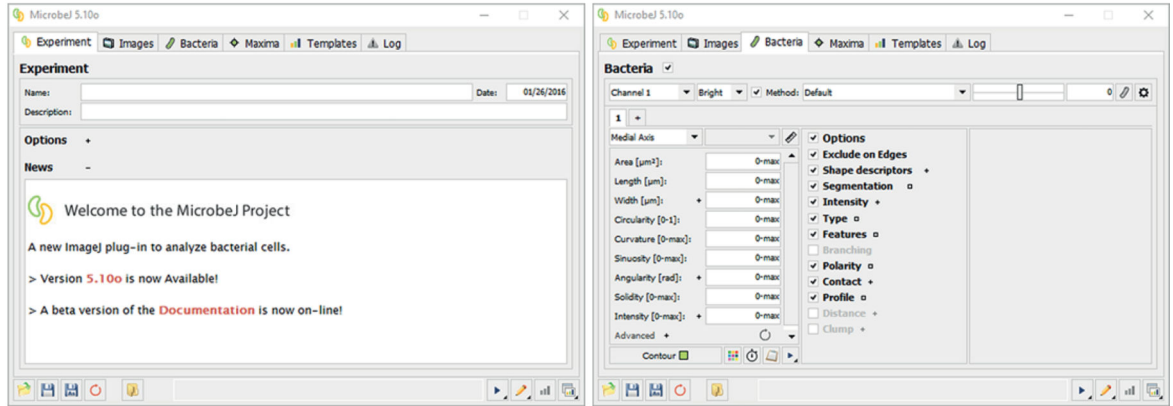 MicrobeJ 5.10o
Experiment Images Bacteria Maxima Templates Log
Experiment
Name: Date: 01/26/2016
Description:
Options +
News -
Welcome to the MicrobeJ Project
A new ImageJ plug-in to analyze bacterial cells.
> Version 5.10o is now Available!
> A beta version of the Documentation is now on-line!
MicrobeJ 5.10o
Experiment Images Bacteria Maxima Templates Log
Bacteria
Channel 1 Bright Method: Default 0
1 +
Medial Axis
Area [µm²]: 0-max
Length [µm]: 0-max
Width [µm]: + 0-max
Circularity [0-1]: 0-max
Curvature [0-max]: 0-max
Sinuosity [0-max]: 0-max
Angularity [rad]: + 0-max
Solidity [0-max]: 0-max
Intensity [0-max]: + 0-max
Advanced +
Contour
Options
Exclude on Edges
Shape descriptors +
Segmentation
Intensity +
Type
Features
Branching
Polarity
Contact +
Profile
Distance +
Clump +